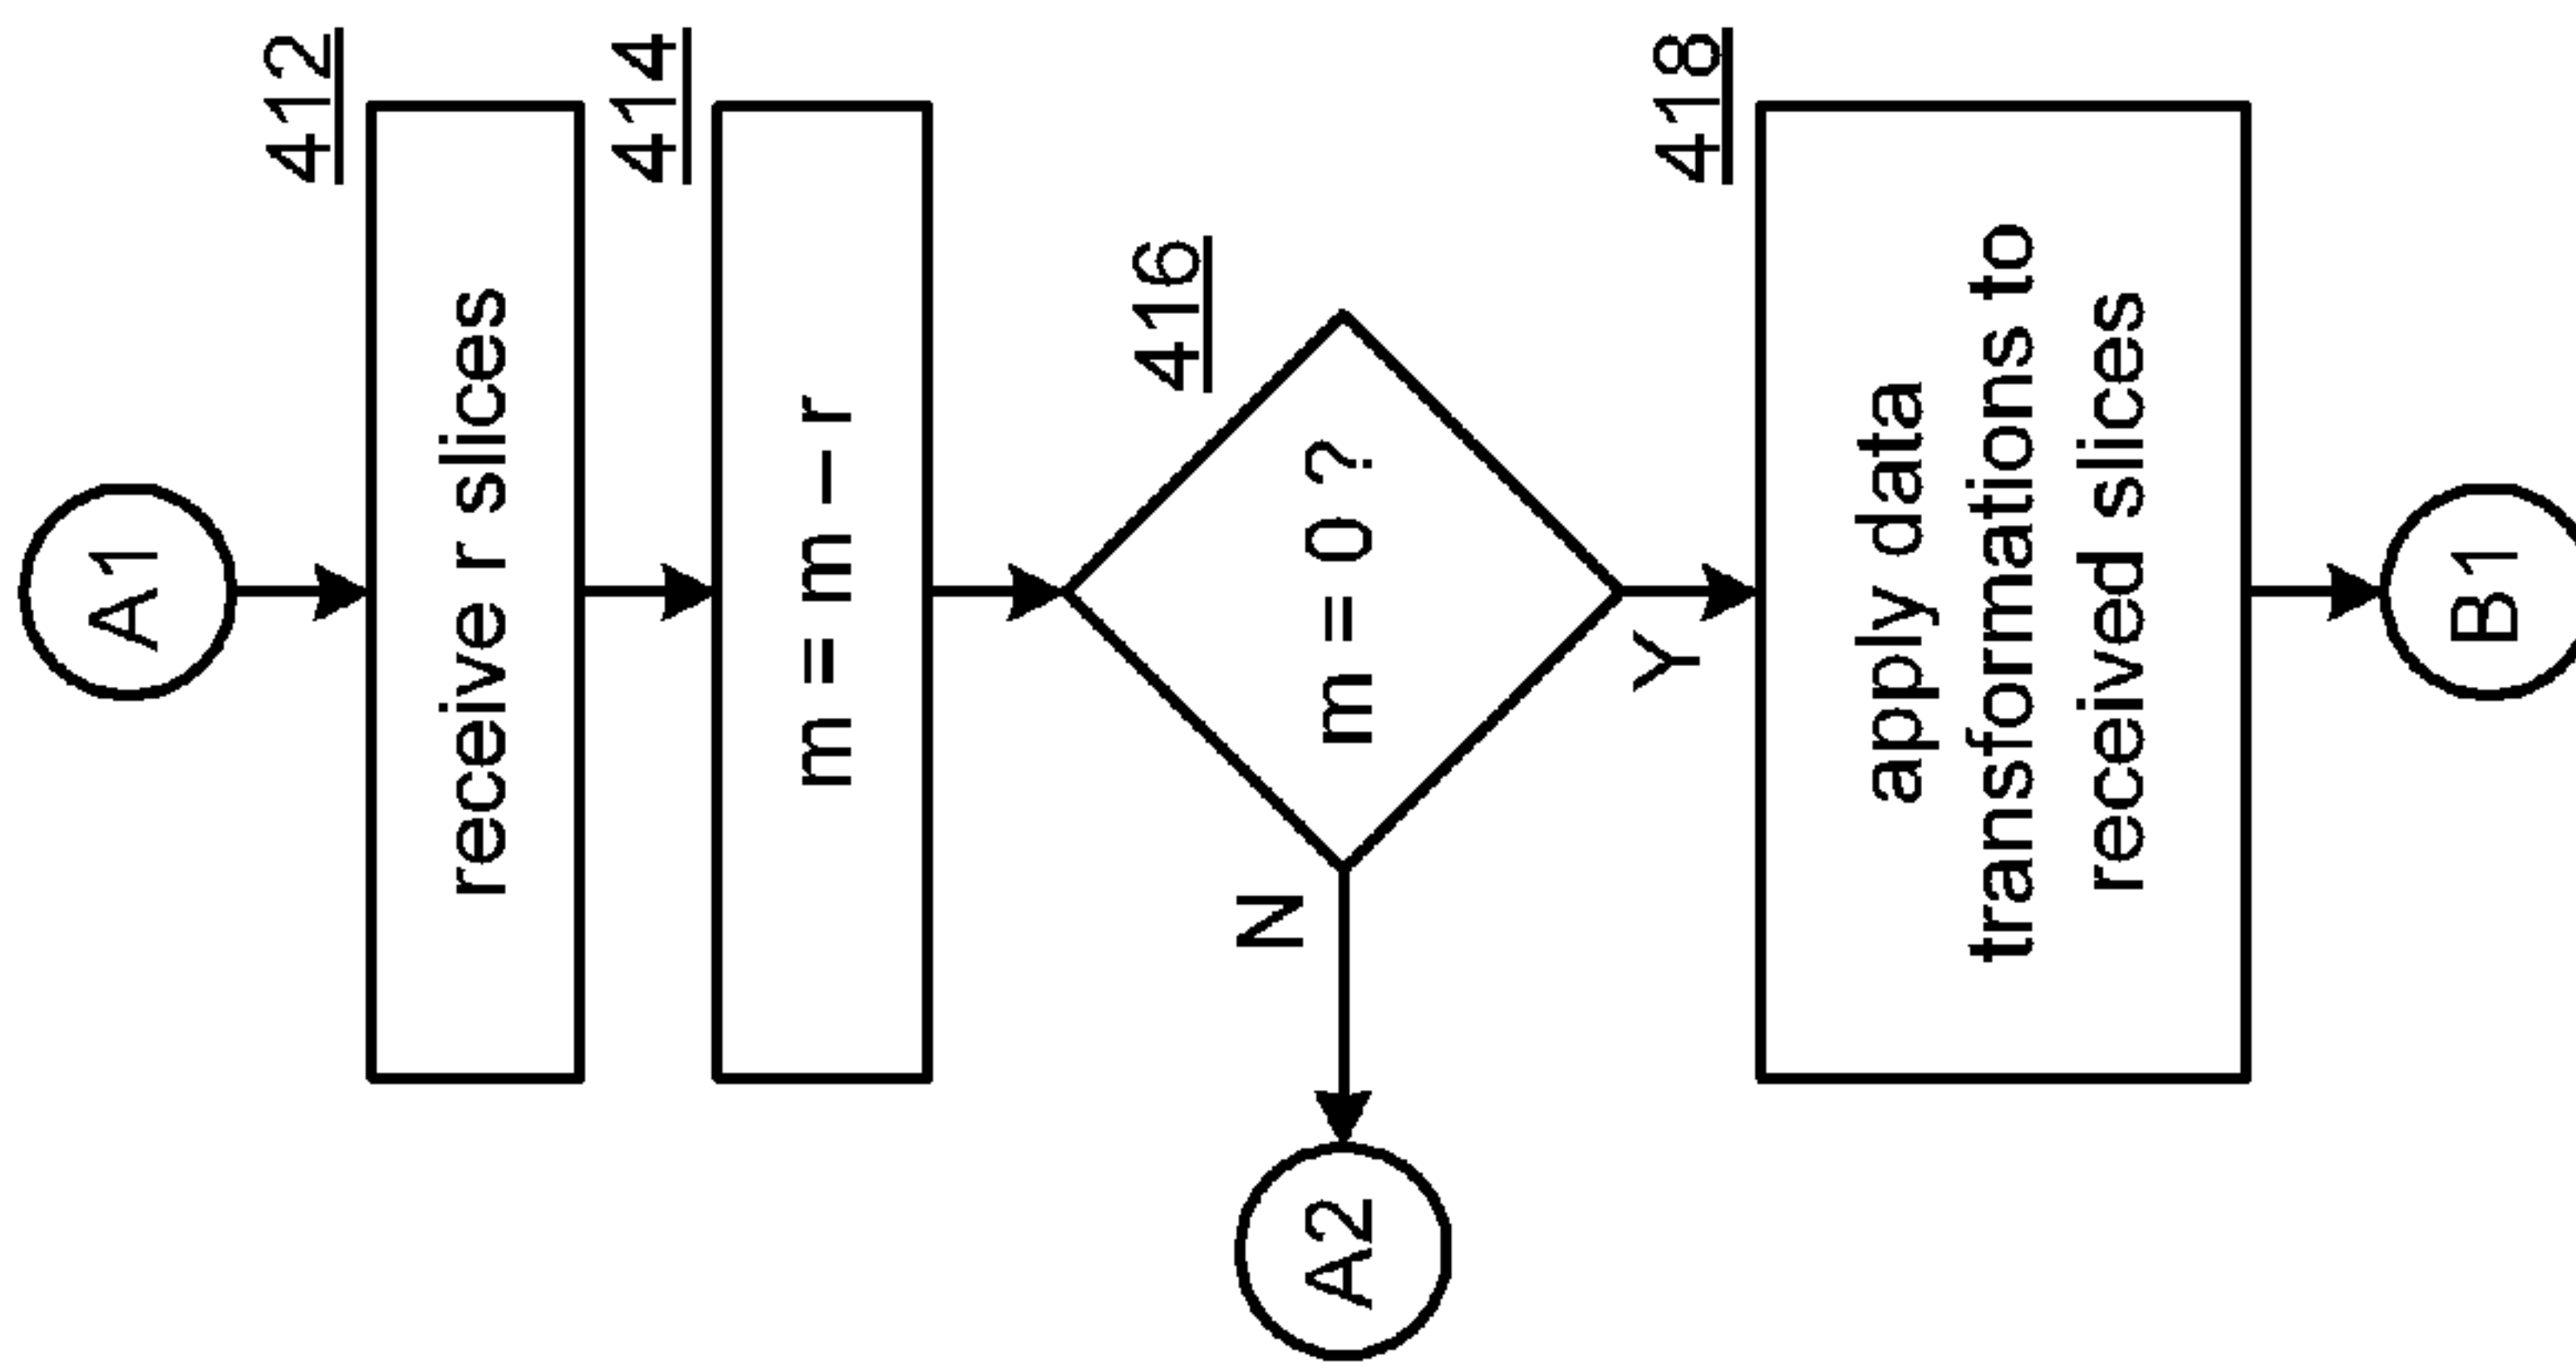 A1
412
receive r slices
414
m = m – r
416
m = 0 ?
N
A2
Y
418
apply data
transformations to
received slices
B1